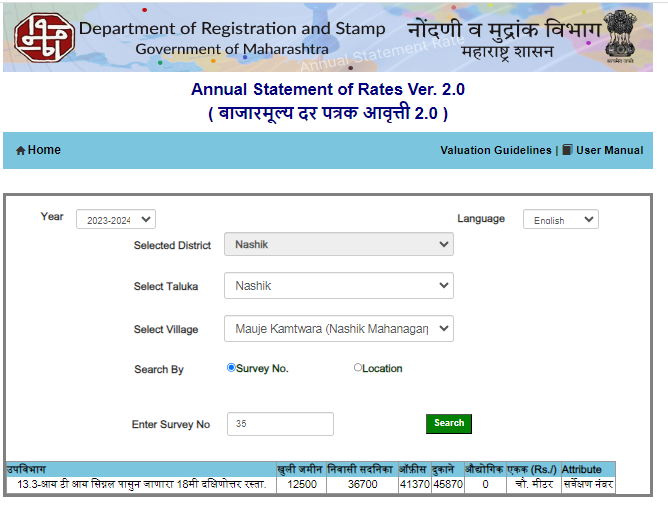 Department of Registration and Stamp
Government of Maharashtra
नोंदणी व मुद्रांक विभाग
महाराष्ट्र शासन
Annual Statement Rate
Annual Statement of Rates Ver. 2.0
( बाजारमूल्य दर पत्रक आवृत्ती 2.0 )
Home
Valuation Guidelines | User Manual
Year 2023-2024 Language English
Selected District Nashik
Select Taluka Nashik
Select Village Mauje Kamtwara (Nashik Mahanagar
Search By Survey No. Location
Enter Survey No 35 Search
उपविभाग खुली जमीन निवासी सदनिका ऑफ़ीस दुकाने औद्योगिक एकक (Rs./) Attribute
13.3-आय टी आय सिग्नल पासुन जाणारा 18मी दक्षिणोत्तर रस्ता. 12500 36700 41370 45870 0 चौ. मीटर सर्वेक्षण नंबर